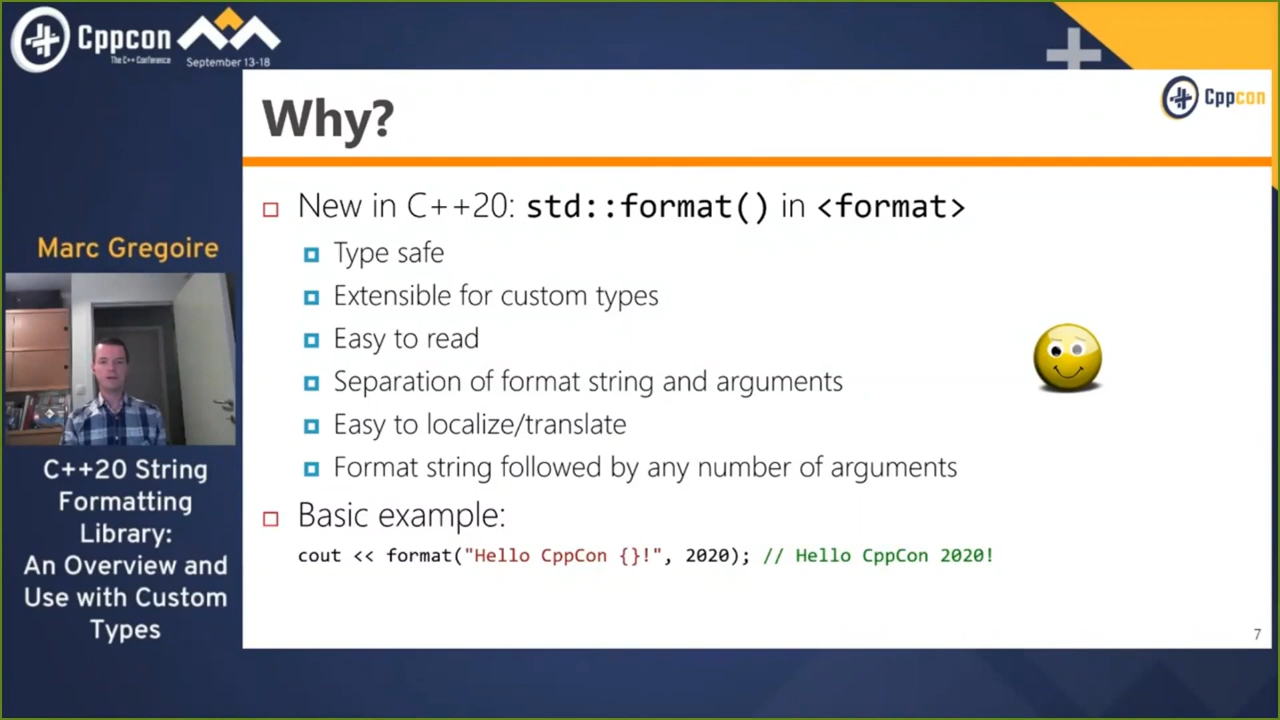 Cppcon
The C++ Conference
September 13-18
Cppcon
Why?
New in C++20: std::format() in <format>
Type safe
Extensible for custom types
Easy to read
Separation of format string and arguments
Easy to localize/translate
Format string followed by any number of arguments
Basic example:
cout << format("Hello CppCon {}!", 2020); // Hello CppCon 2020!
7
Marc Gregoire
C++20 String
Formatting
Library:
An Overview and
Use with Custom
Types